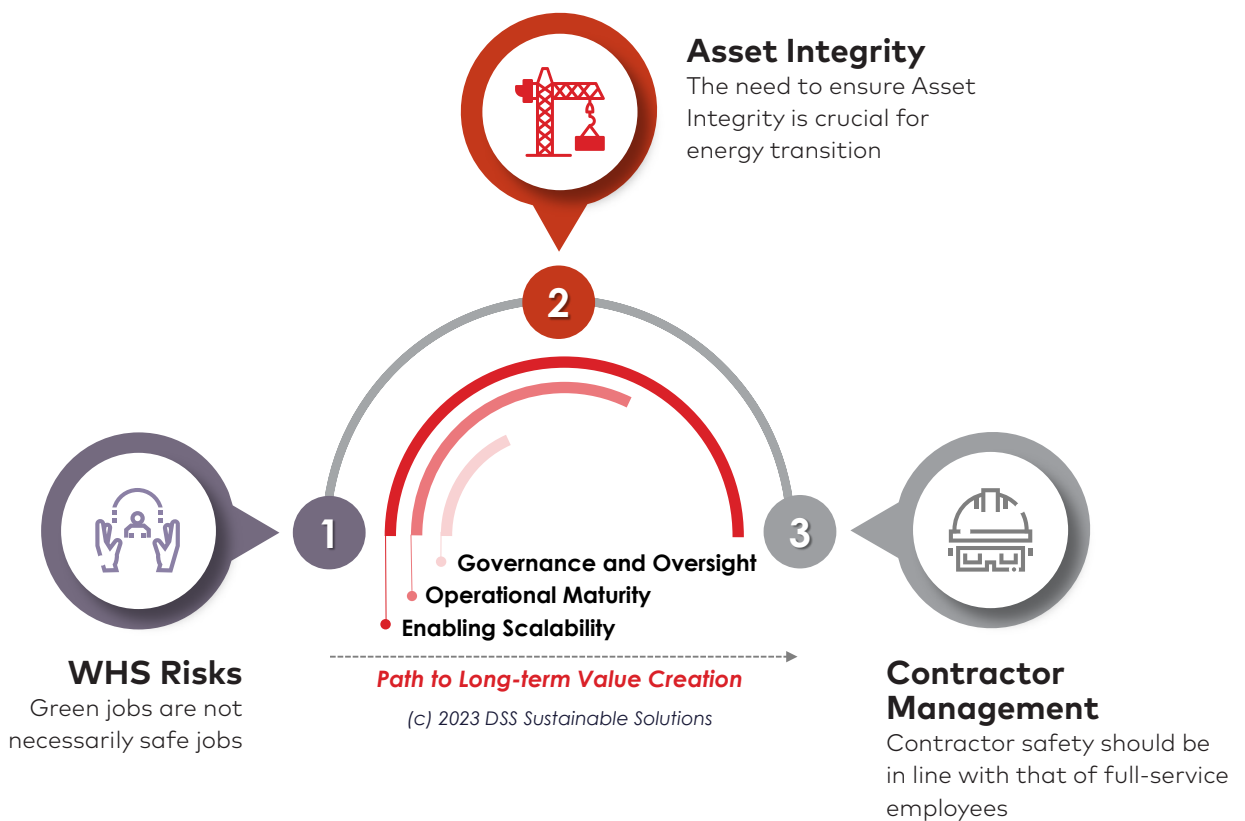 Asset Integrity
The need to ensure Asset
Integrity is crucial for
energy transition
2
1
3
Governance and Oversight
Operational Maturity
Enabling Scalability
Path to Long-term Value Creation
(c) 2023 DSS Sustainable Solutions
WHS Risks
Green jobs are not
necessarily safe jobs
Contractor
Management
Contractor safety should be
in line with that of full-service
employees